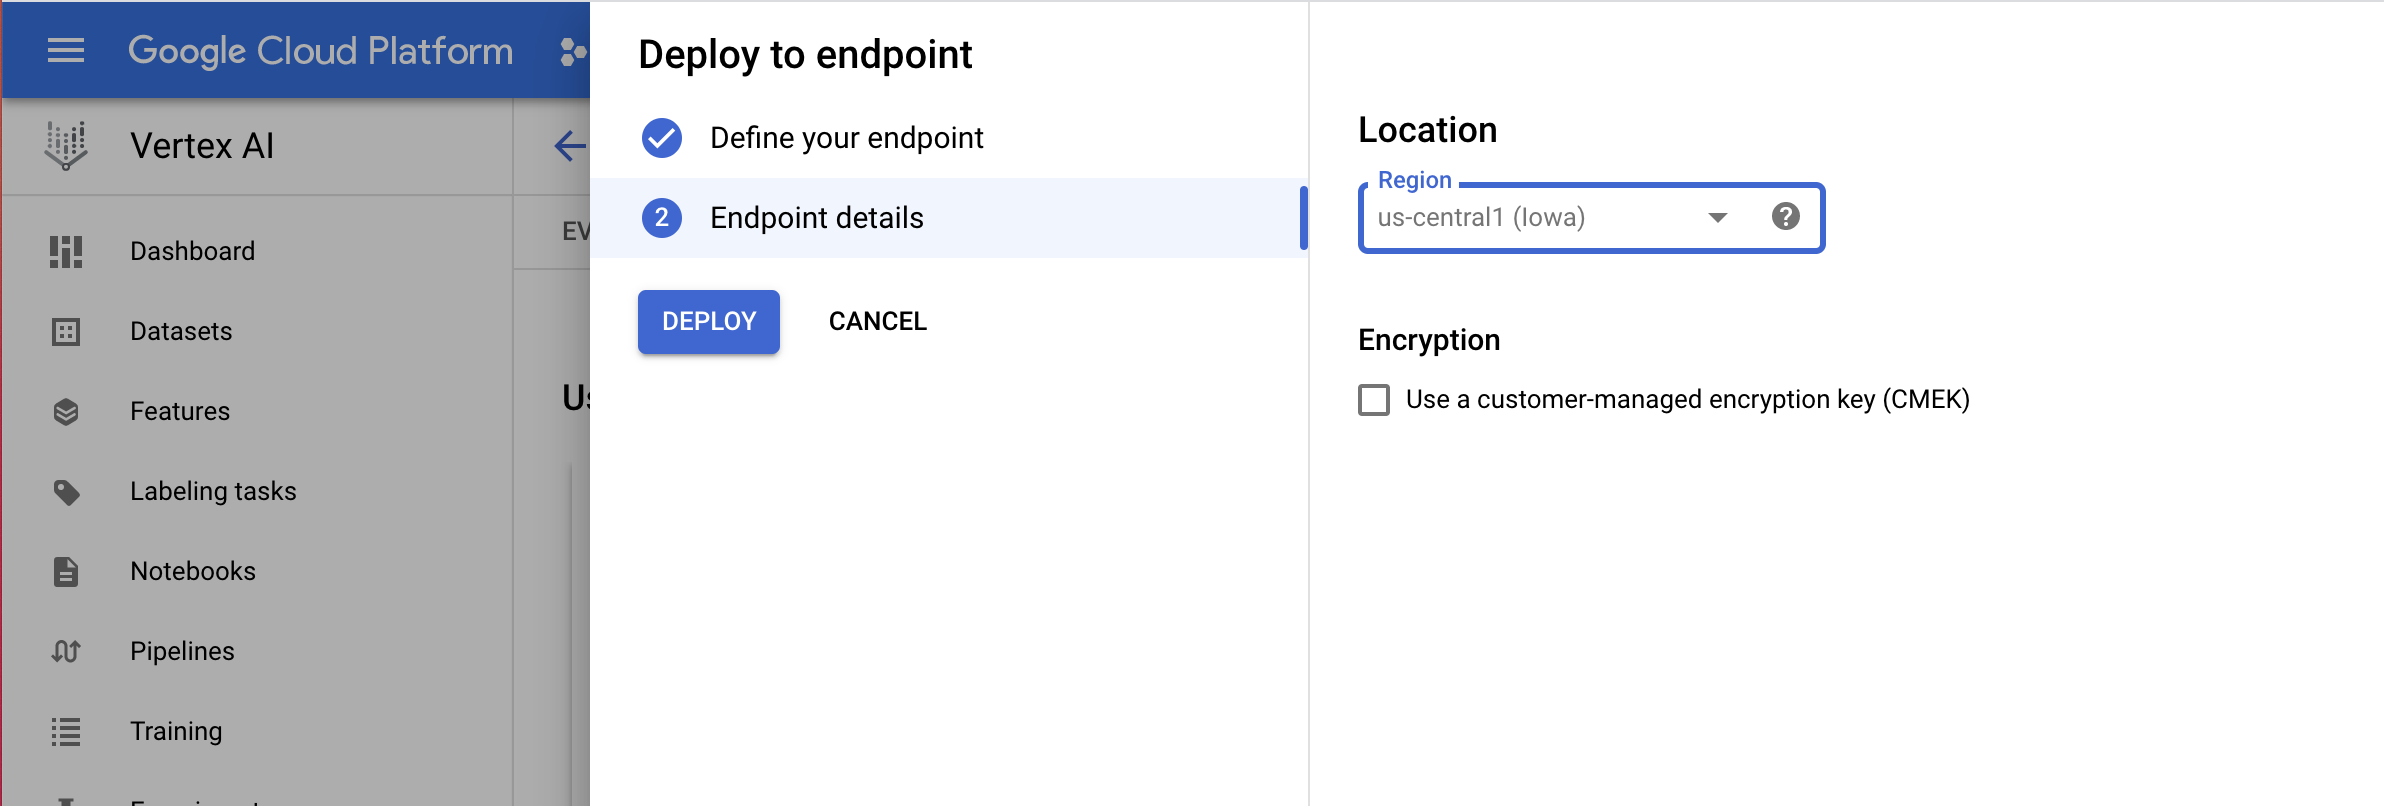 Google Cloud Platform
Vertex AI
Dashboard
Datasets
Features
Labeling tasks
Notebooks
Pipelines
Training
Deploy to endpoint
Define your endpoint
2 Endpoint details
DEPLOY CANCEL
Location
Region
us-central1 (Iowa)
Encryption
Use a customer-managed encryption key (CMEK)